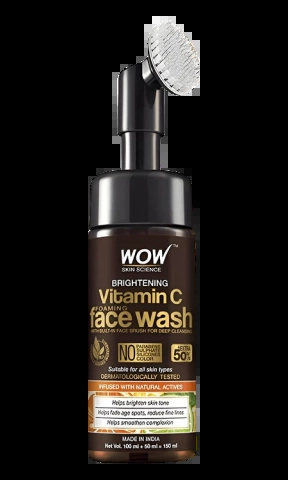 WOW™
SKIN SCIENCE
BRIGHTENING
Vitamin C
FOAMING
face wash
WITH BUILT-IN FACE BRUSH FOR DEEP CLEANSING
NO PARABENS SULPHATE SILICONES COLOR
EXTRA 50%
Suitable for all skin types
DERMATOLOGICALLY TESTED
INFUSED WITH NATURAL ACTIVES
Helps brighten skin tone
Helps fade age spots, reduce fine lines
Helps smoothen complexion
MADE IN INDIA
Net Vol. 100 ml + 50 ml = 150 ml